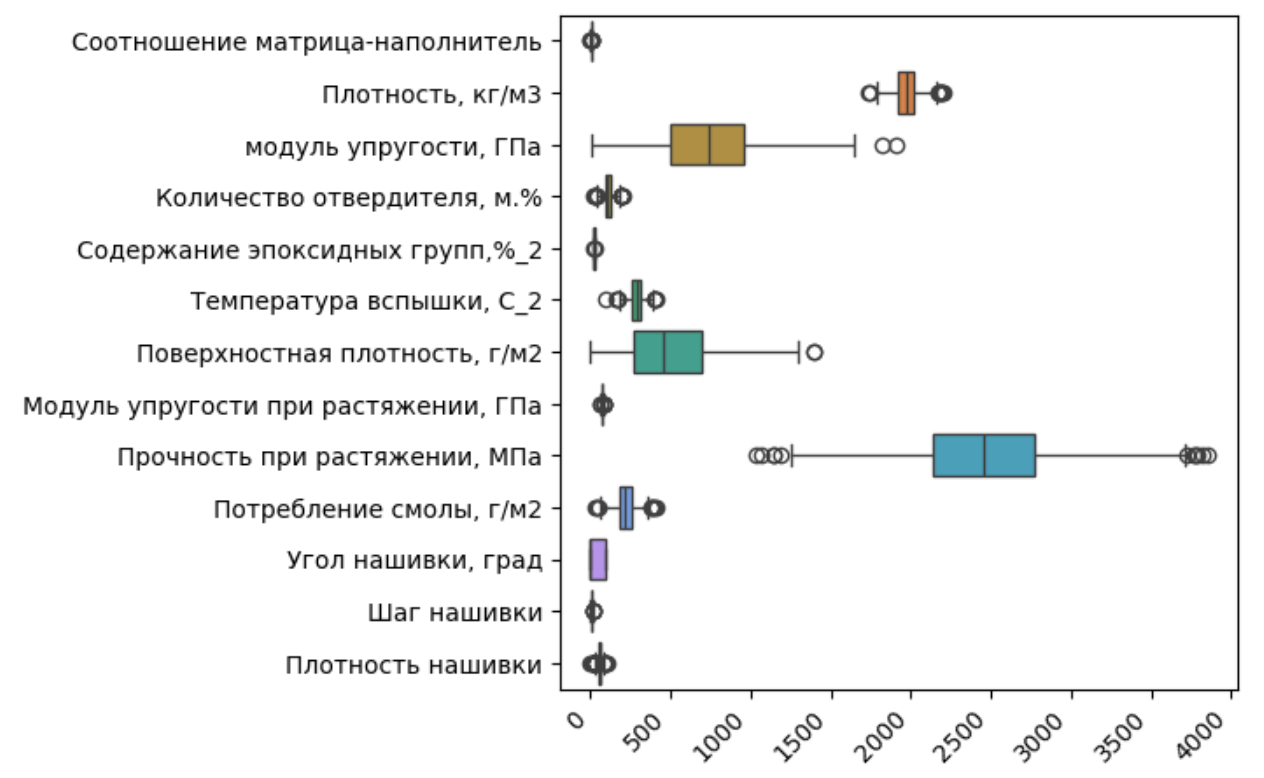 Соотношение матрица-наполнитель
Плотность, кг/м3
модуль упругости, ГПа
Количество отвердителя, м.%
Содержание эпоксидных групп,%_2
Температура вспышки, С_2
Поверхностная плотность, г/м2
Модуль упругости при растяжении, ГПа
Прочность при растяжении, МПа
Потребление смолы, г/м2
Угол нашивки, град
Шаг нашивки
Плотность нашивки
0 500 1000 1500 2000 2500 3000 3500 4000